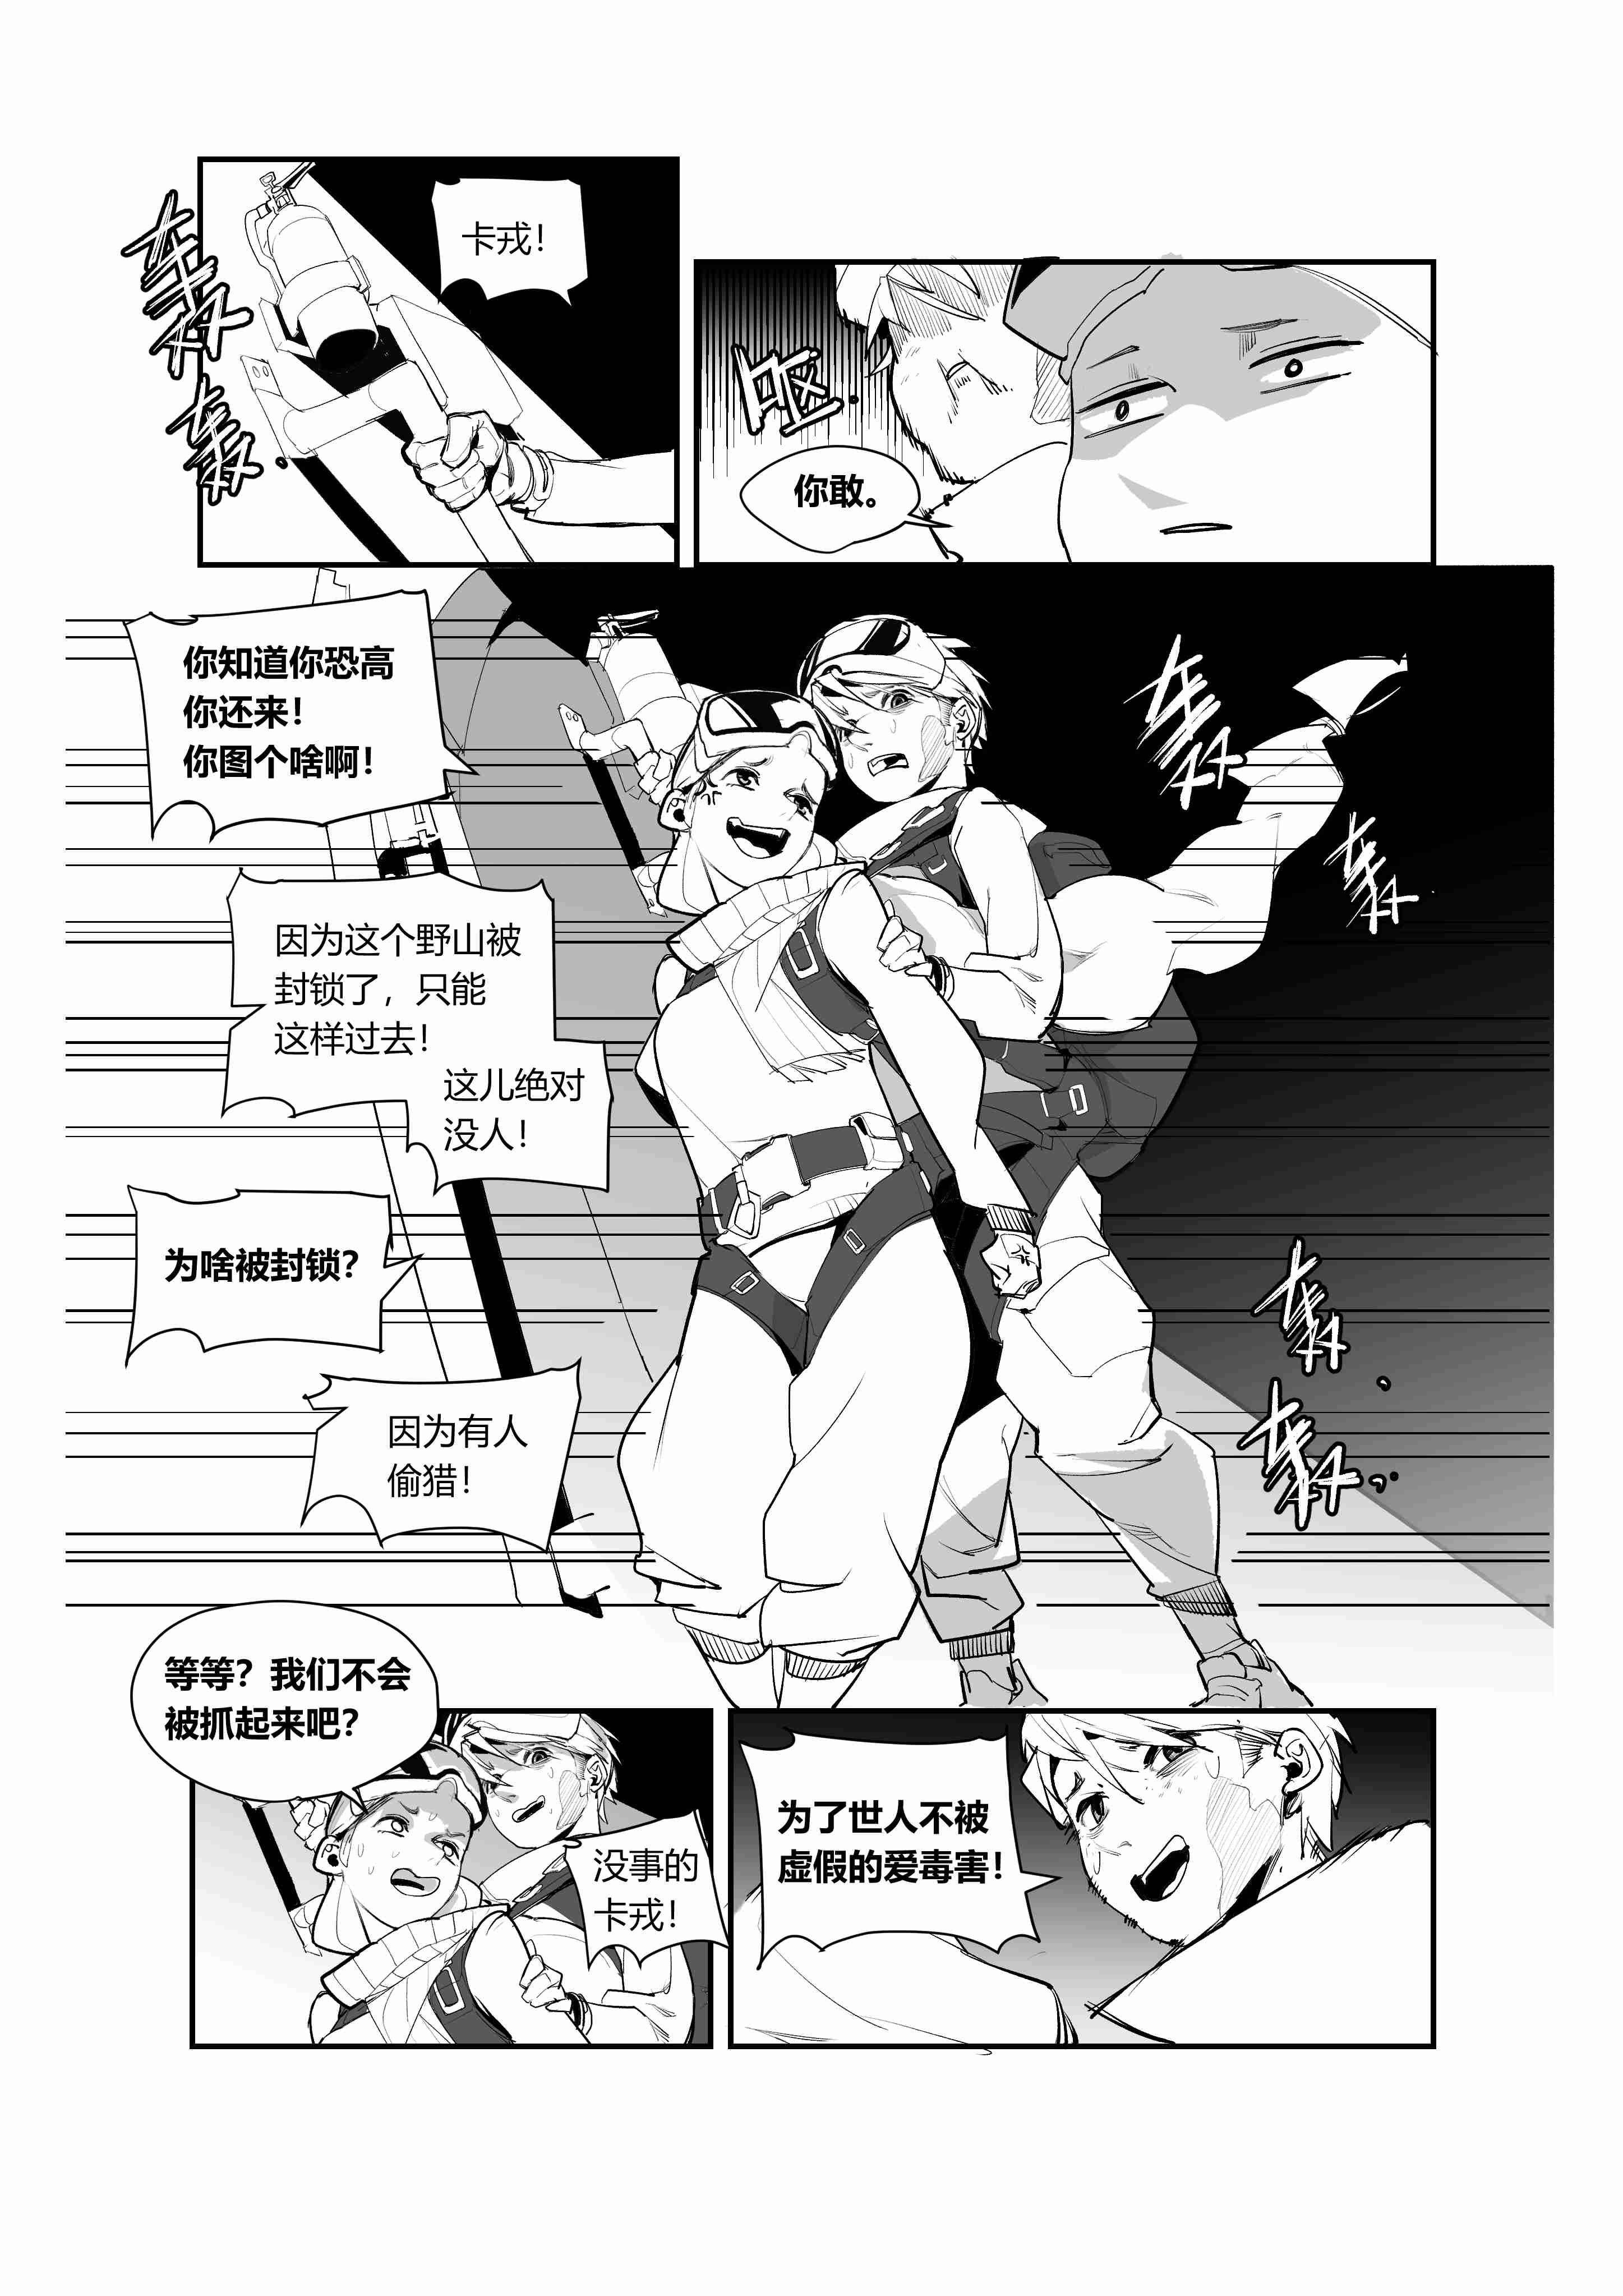 卡戎！
轰
轰
呕
你敢。
你知道你恐高
你还来！
你图个啥啊！
轰
轰
因为这个野山被
封锁了，只能
这样过去！
这儿绝对
没人！
为啥被封锁？
轰
轰
因为有人
偷猎！
等等？我们不会
被抓起来吧？
没事的
卡戎！
为了世人不被
虚假的爱毒害！